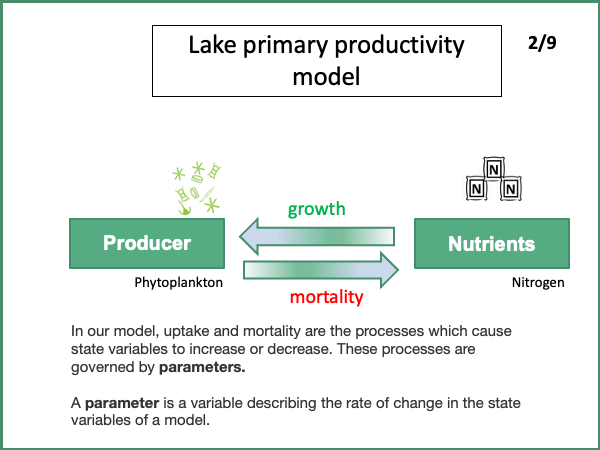 Lake primary productivity
model
2/9
N
N N
growth
Producer
Nutrients
Phytoplankton
Nitrogen
mortality
In our model, uptake and mortality are the processes which cause
state variables to increase or decrease. These processes are
governed by parameters.
A parameter is a variable describing the rate of change in the state
variables of a model.